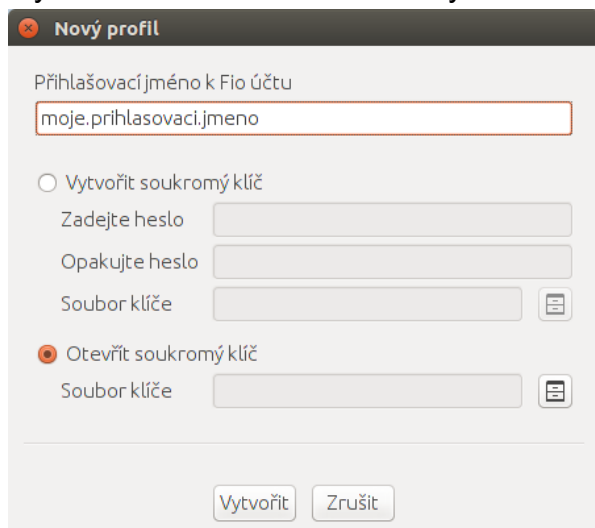 Nový profil
Přihlašovací jméno k Fio účtu
moje.prihlasovaci.jmeno
Vytvořit soukromý klíč
Zadejte heslo
Opakujte heslo
Soubor klíče
Otevřít soukromý klíč
Soubor klíče
Vytvořit Zrušit